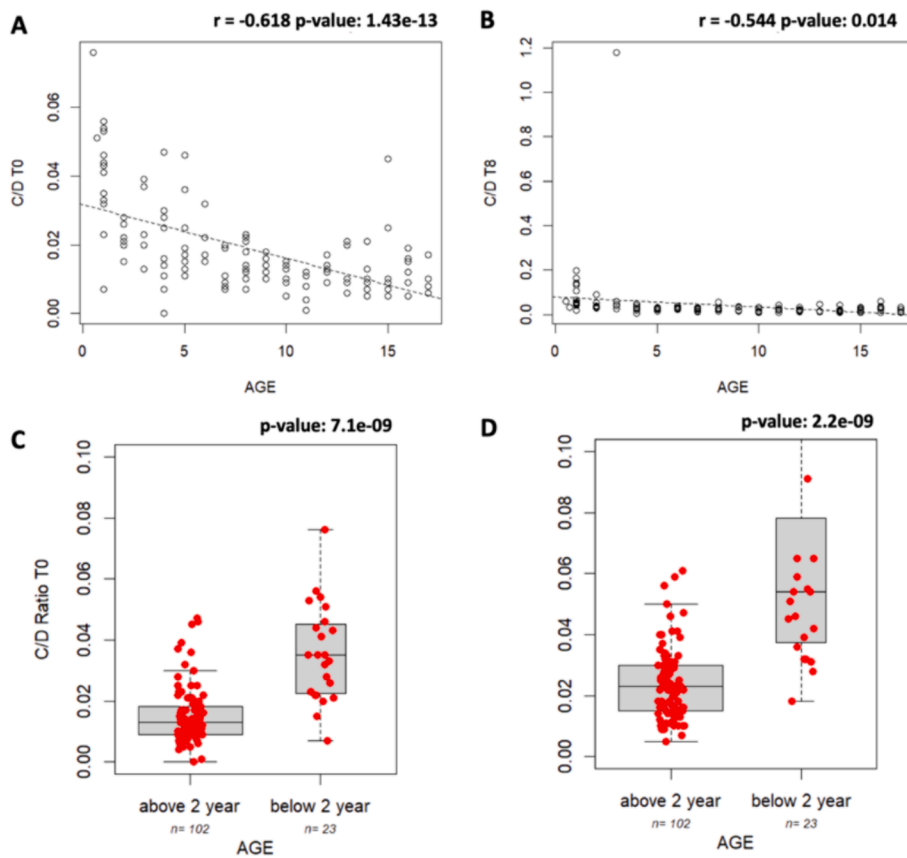 A
r = -0.618 p-value: 1.43e-13
C/D T0
0.00
0.02
0.04
0.06
0
5
10
15
AGE
B
r = -0.544 p-value: 0.014
C/D T8
0.0
0.2
0.4
0.6
0.8
1.0
1.2
0
5
10
15
AGE
C
p-value: 7.1e-09
C/D Ratio T0
0.00
0.02
0.04
0.06
0.08
0.10
above 2 year
below 2 year
n= 102
n= 23
AGE
D
p-value: 2.2e-09
0.00
0.02
0.04
0.06
0.08
0.10
above 2 year
below 2 year
n= 102
n= 23
AGE